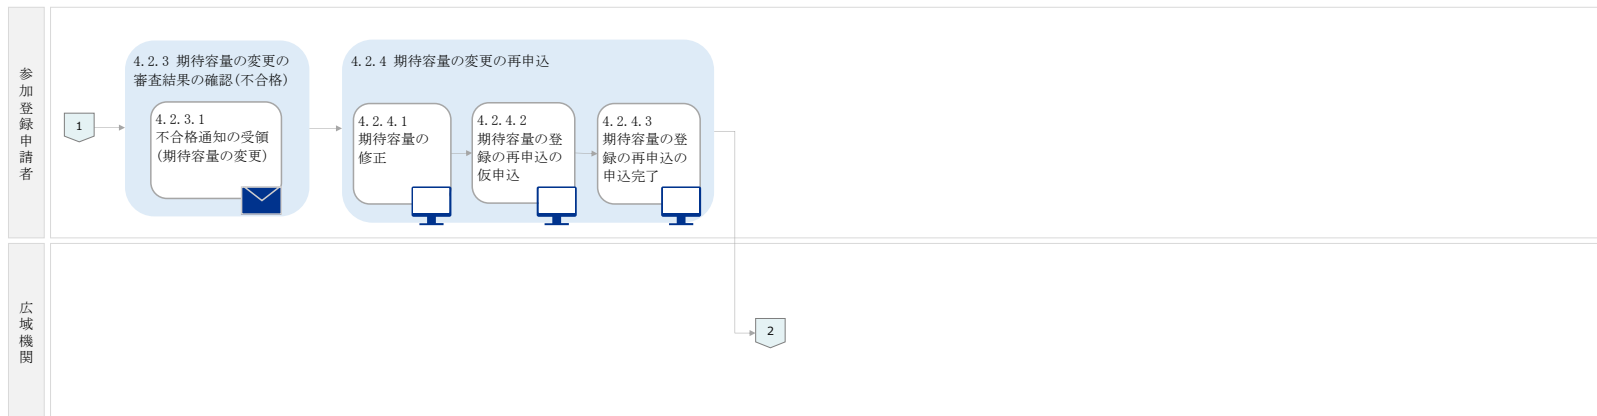 参加登録申請者
1
4.2.3 期待容量の変更の
審査結果の確認(不合格)
4.2.3.1
不合格通知の受領
(期待容量の変更)
4.2.4 期待容量の変更の再申込
4.2.4.1
期待容量の
修正
4.2.4.2
期待容量の登
録の再申込の
仮申込
4.2.4.3
期待容量の登
録の再申込の
申込完了
広域機関
2